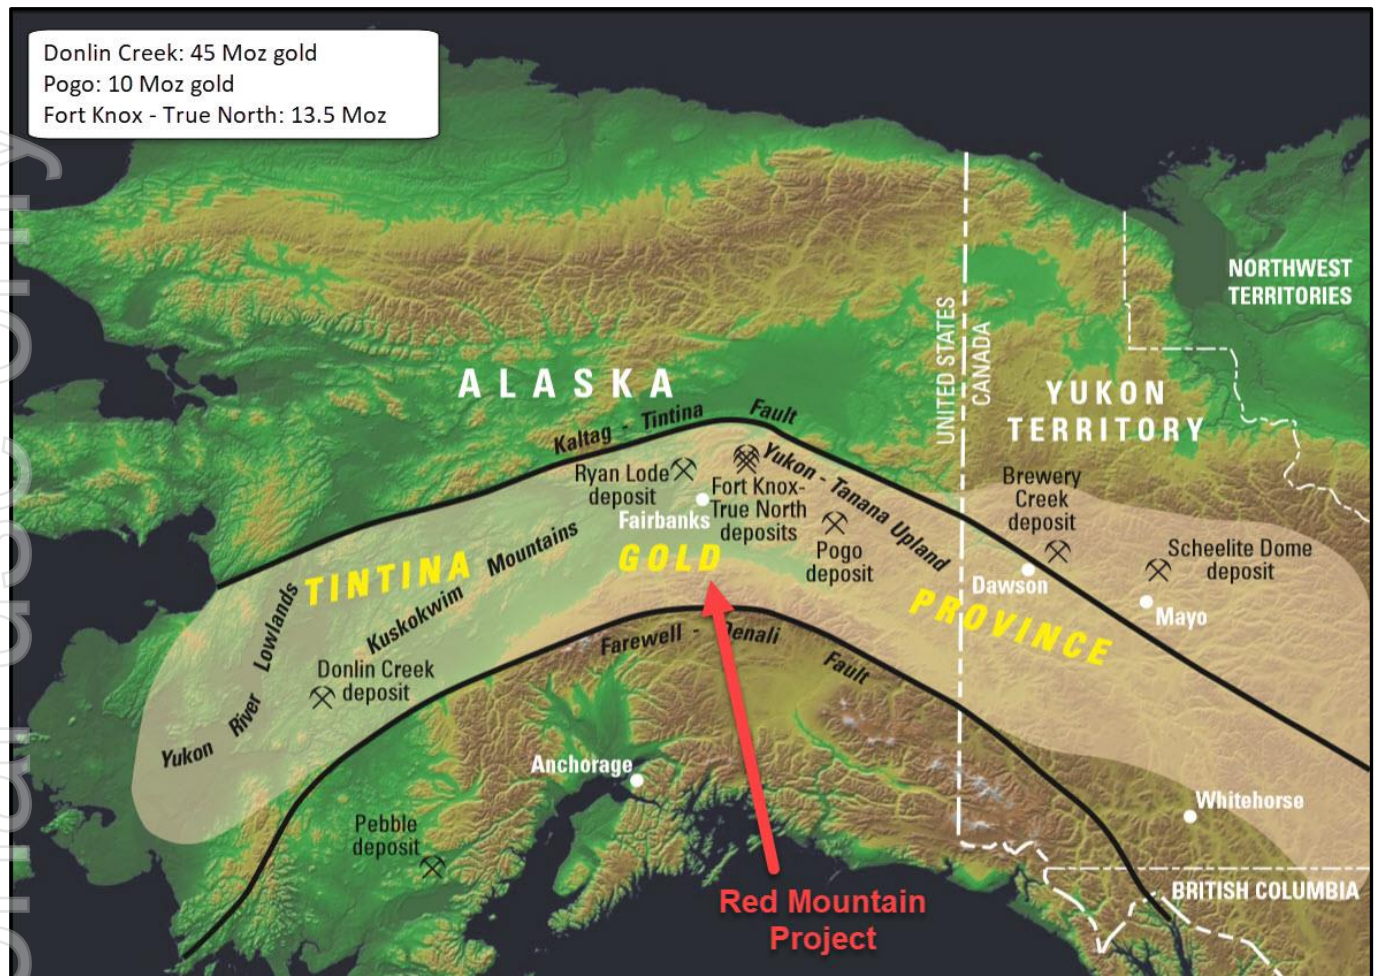 Donlin Creek: 45 Moz gold
Pogo: 10 Moz gold
Fort Knox - True North: 13.5 Moz
NORTHWEST
TERRITORIES
UNITED STATES
CANADA
ALASKA
YUKON
TERRITORY
Kaltag - Tintina Fault
Ryan Lode
deposit
Fort Knox-
True North
deposits
Fairbanks
Yukon - Tanana Upland
Pogo
deposit
Brewery
Creek
deposit
Scheelite Dome
deposit
Dawson
Mayo
TINTINA
GOLD
PROVINCE
Kuskokwim Mountains
Yukon River Lowlands
Donlin Creek
deposit
Farewell - Denali Fault
Anchorage
Pebble
deposit
Whitehorse
BRITISH COLUMBIA
Red Mountain
Project